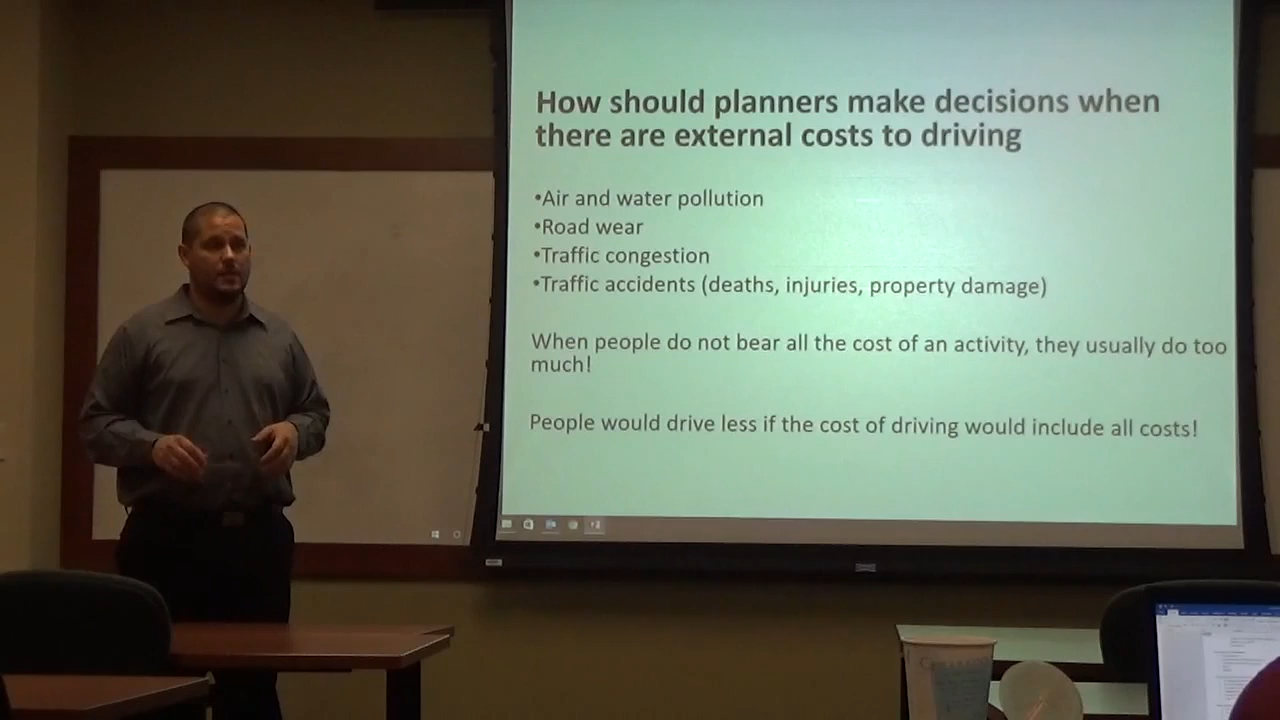 How should planners make decisions when
there are external costs to driving
•Air and water pollution
•Road wear
•Traffic congestion
•Traffic accidents (deaths, injuries, property damage)
When people do not bear all the cost of an activity, they usually do too
much!
People would drive less if the cost of driving would include all costs!